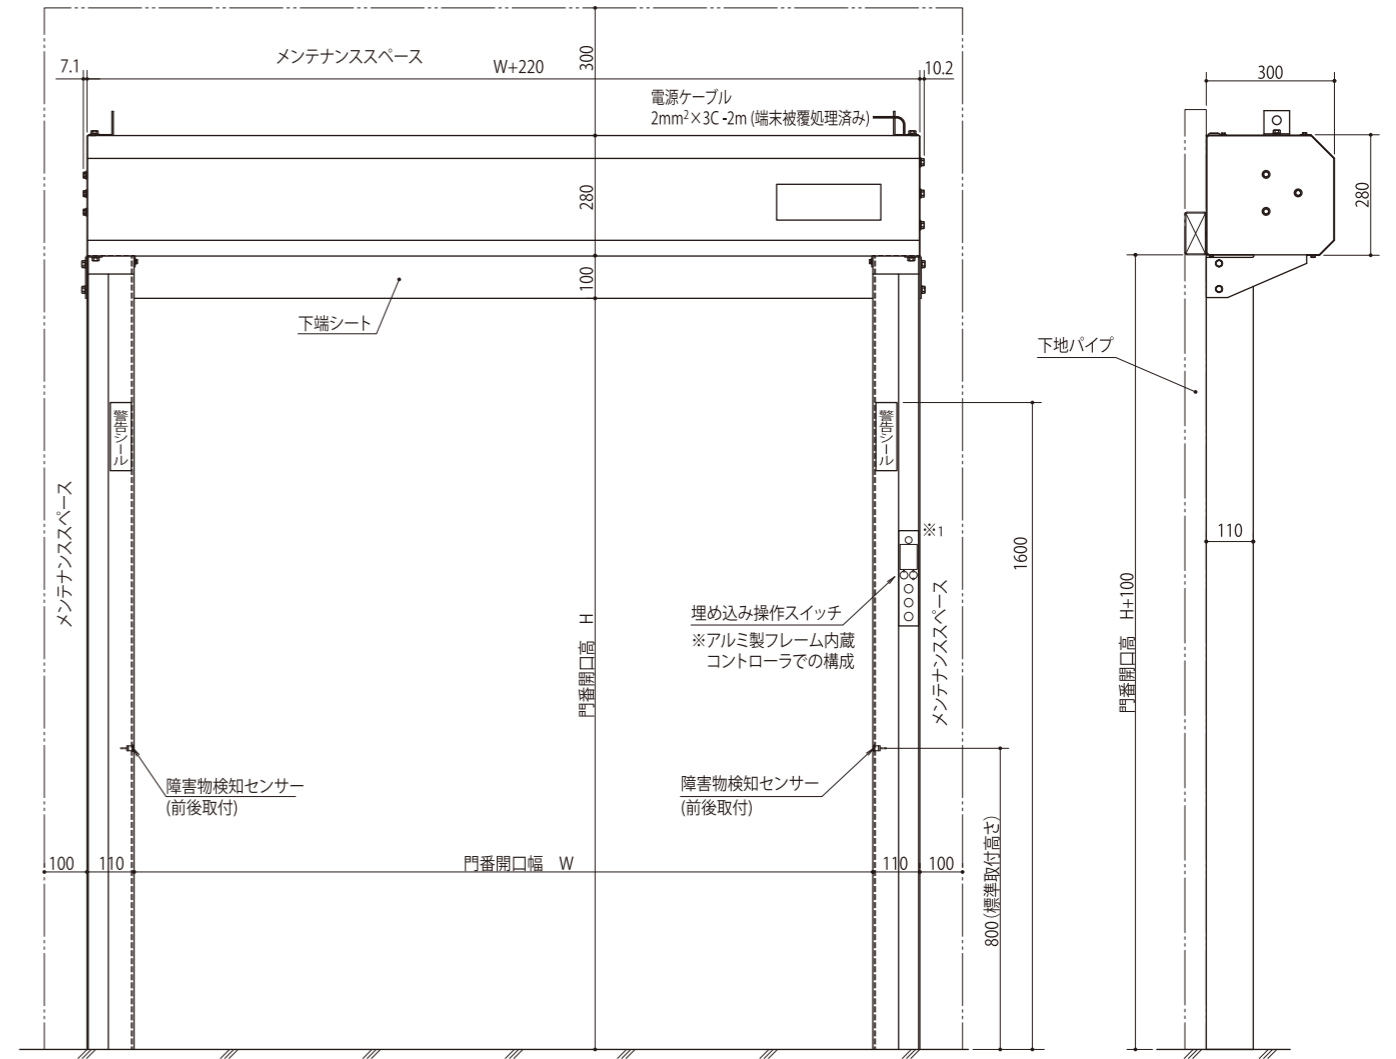 メンテナンススペース
300
7.1
W+220
10.2
300
電源ケーブル
2mm²×3C -2m (端末被覆処理済み)
280
280
100
下端シート
下地パイプ
警告シール
警告シール
メンテナンススペース
※1
1600
110
埋め込み操作スイッチ
※アルミ製フレーム内蔵
コントローラでの構成
メンテナンススペース
門番開口高 H
門番開口高 H+100
障害物検知センサー
(前後取付)
障害物検知センサー
(前後取付)
800 (標準取付高さ)
100
110
門番開口幅 W
110
100